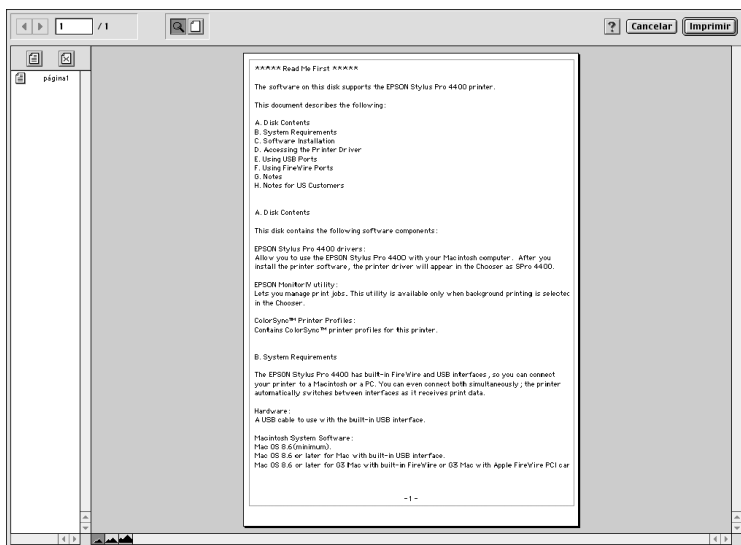 1 / 1
? Cancelar Imprimir
página1
***** Read Me First *****
The software on this disk supports the EPSON Stylus Pro 4400 printer.
This document describes the following:
A. Disk Contents
B. System Requirements
C. Software Installation
D. Accessing the Printer Driver
E. Using USB Ports
F. Using FireWire Ports
G. Notes
H. Notes for US Customers
A. Disk Contents
This disk contains the following software components:
EPSON Stylus Pro 4400 drivers:
Allow you to use the EPSON Stylus Pro 4400 with your Macintosh computer. After you
install the printer software, the printer driver will appear in the Chooser as SPro 4400.
EPSON MonitorIV utility:
Lets you manage print jobs. This utility is available only when background printing is selectec
in the Chooser.
ColorSync™ Printer Profiles:
Contains ColorSync™ printer profiles for this printer.
B. System Requirements
The EPSON Stylus Pro 4400 has built-in FireWire and USB interfaces, so you can connect
your printer to a Macintosh or a PC. You can even connect both simultaneously; the printer
automatically switches between interfaces as it receives print data.
Hardware:
A USB cable to use with the built-in USB interface.
Macintosh System Software:
Mac OS 8.6(minimum).
Mac OS 8.6 or later for Mac with built-in USB interface.
Mac OS 8.6 or later for G3 Mac with built-in FireWire or G3 Mac with Apple FireWire PCI car
- 1 -